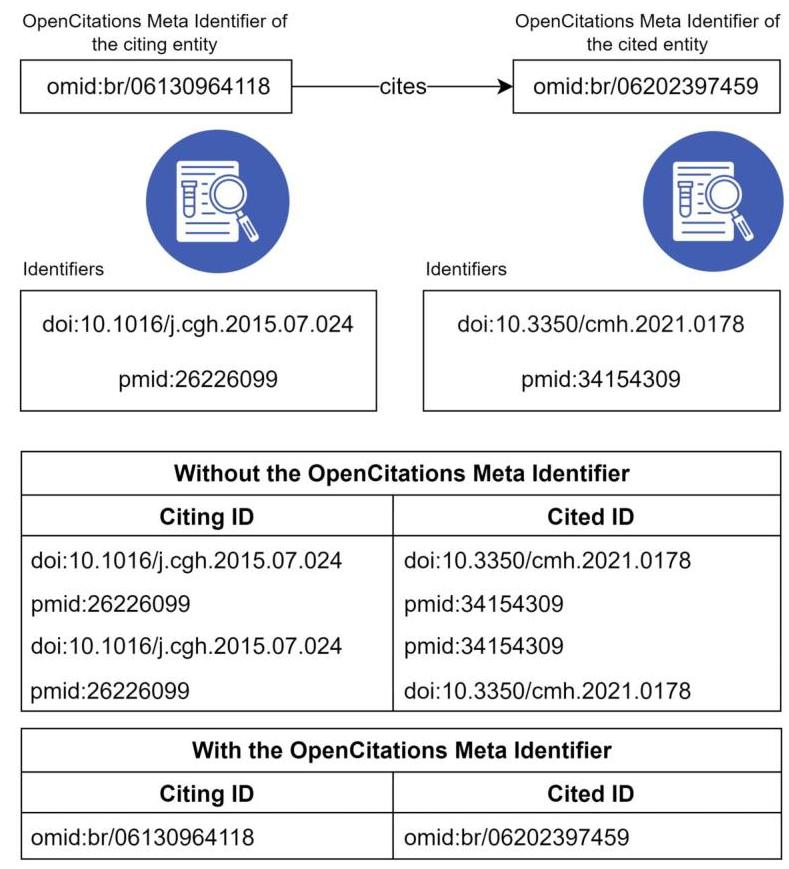 OpenCitations Meta Identifier of
the citing entity
OpenCitations Meta Identifier of
the cited entity
omid:br/06130964118
cites
omid:br/06202397459
Identifiers
Identifiers
doi:10.1016/j.cgh.2015.07.024
pmid:26226099
doi:10.3350/cmh.2021.0178
pmid:34154309
Without the OpenCitations Meta Identifier
Citing ID Cited ID
doi:10.1016/j.cgh.2015.07.024 doi:10.3350/cmh.2021.0178
pmid:26226099 pmid:34154309
doi:10.1016/j.cgh.2015.07.024 pmid:34154309
pmid:26226099 doi:10.3350/cmh.2021.0178
With the OpenCitations Meta Identifier
Citing ID Cited ID
omid:br/06130964118 omid:br/06202397459